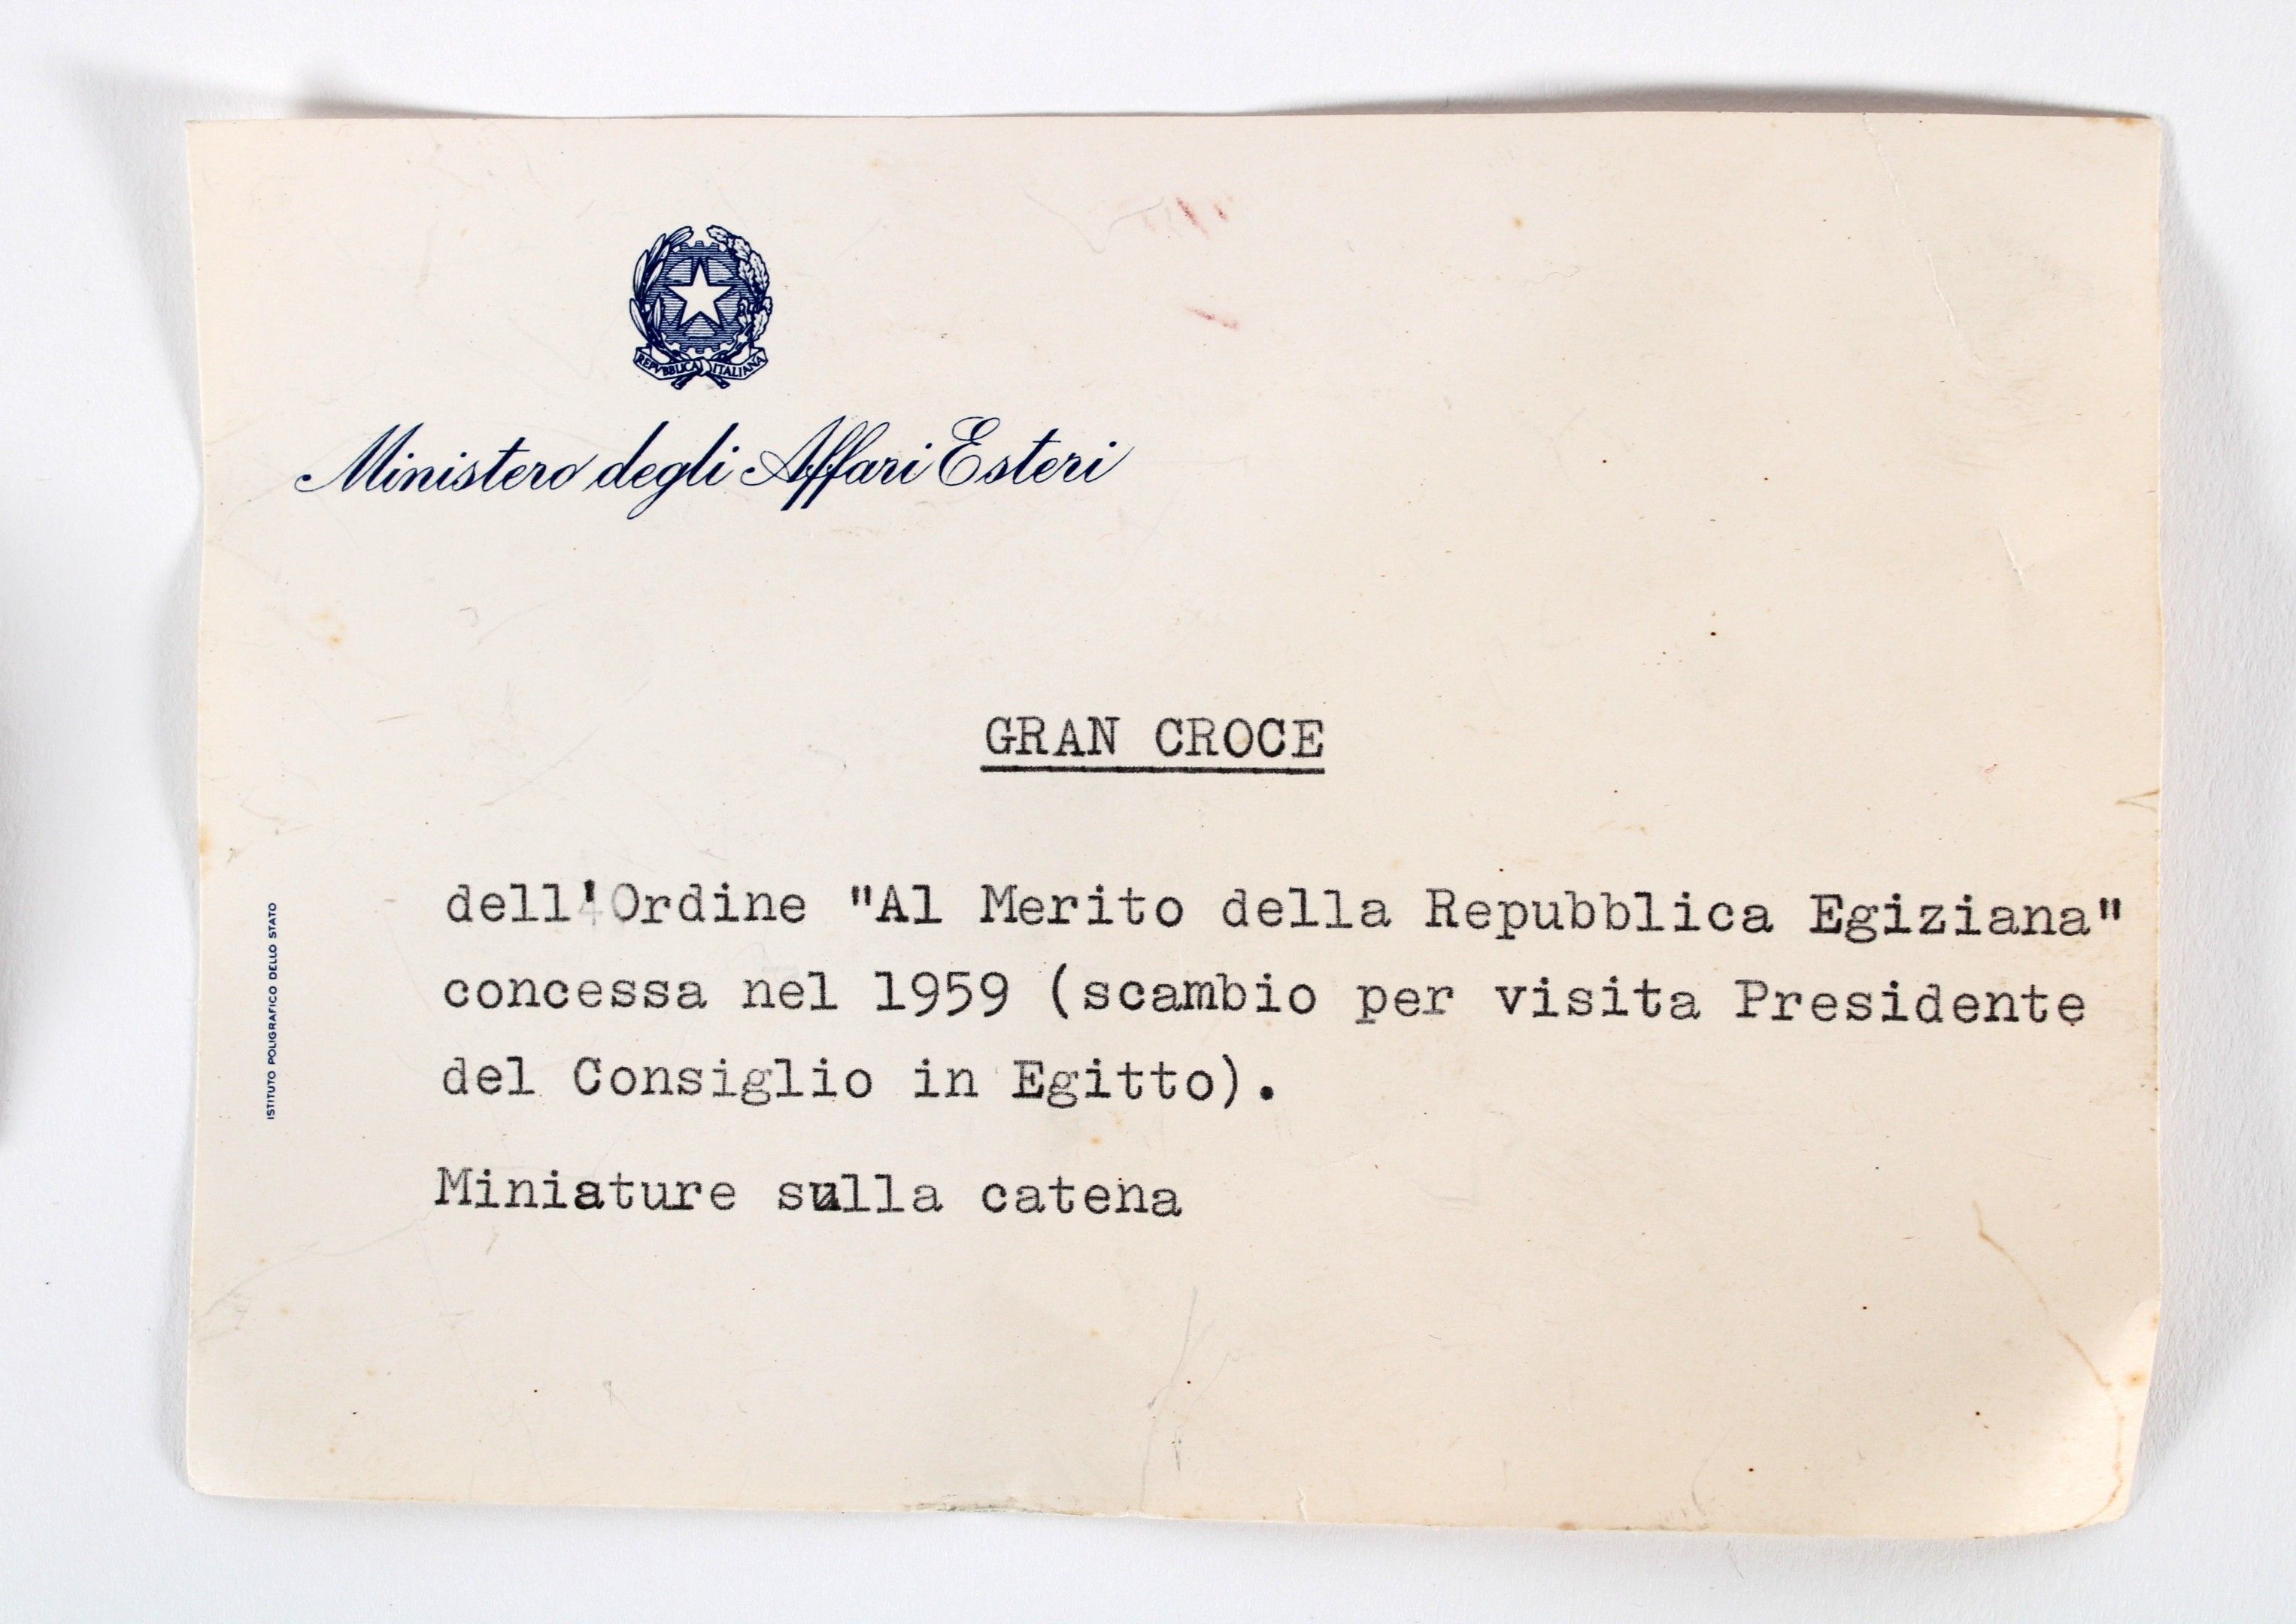 REPVBBLICA ITALIANA
Ministero degli Affari Esteri
GRAN CROCE
dell'Ordine "Al Merito della Repubblica Egiziana"
concessa nel 1959 (scambio per visita Presidente
del Consiglio in Egitto).
Miniature sulla catena
ISTITUTO POLIGRAFICO DELLO STATO